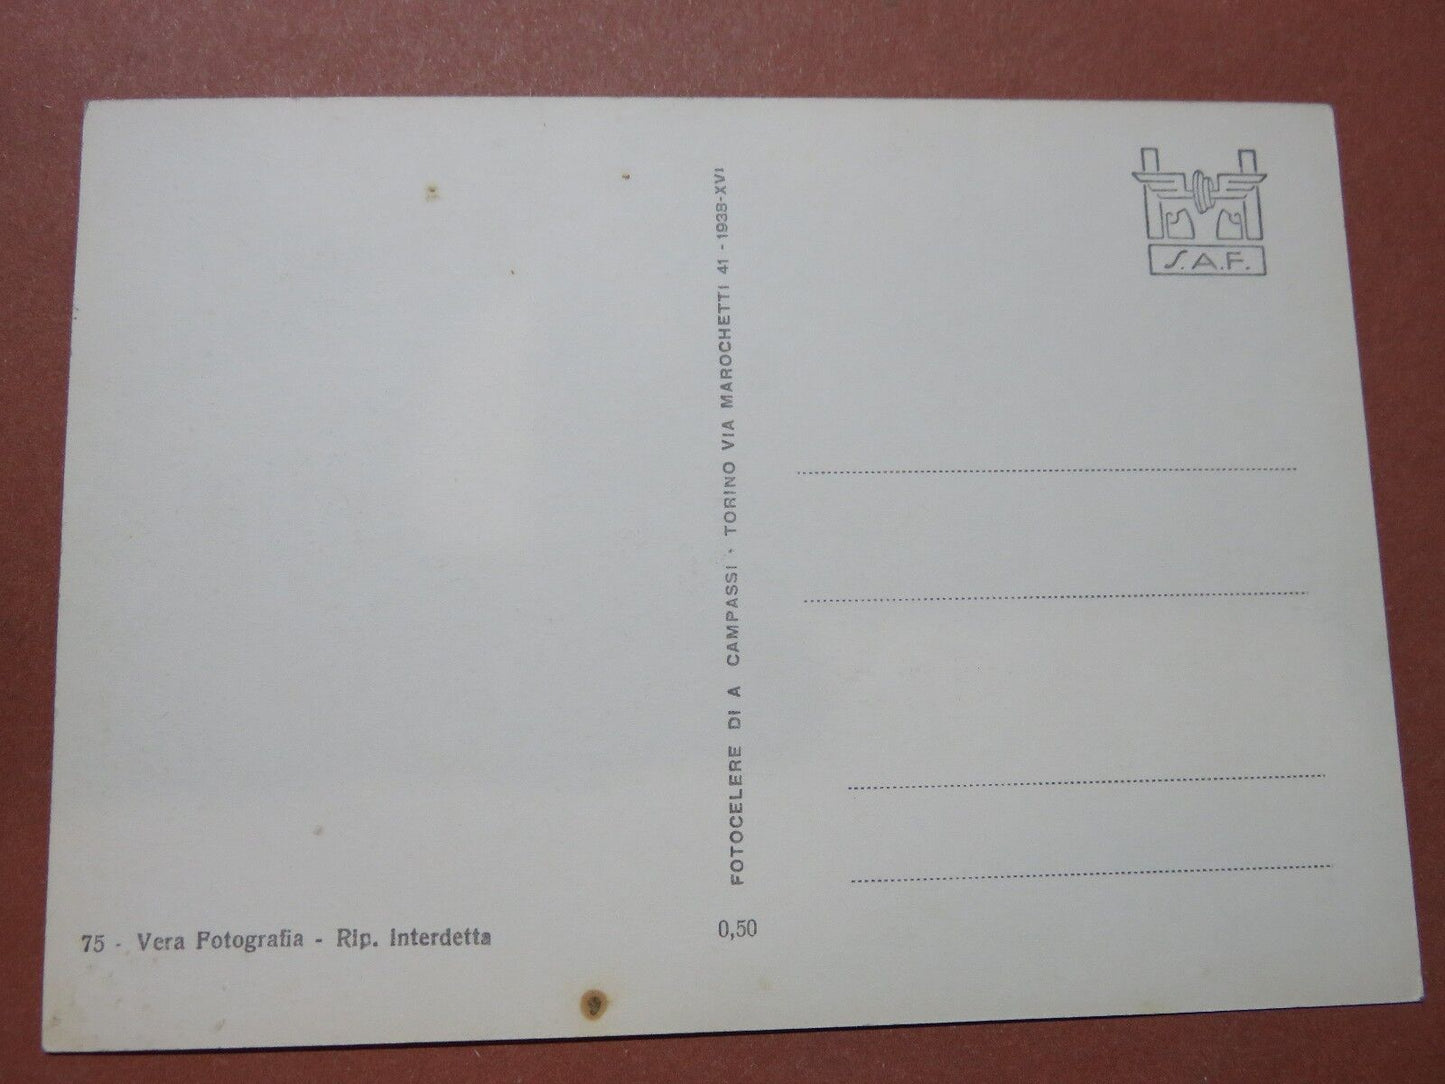 S.A.F.
FOTOCELERE DI A CAMPASSI - TORINO VIA MAROCHETTI 41 - 1938-XVI
75 - Vera Fotografia - Rip. interdetta
0,50